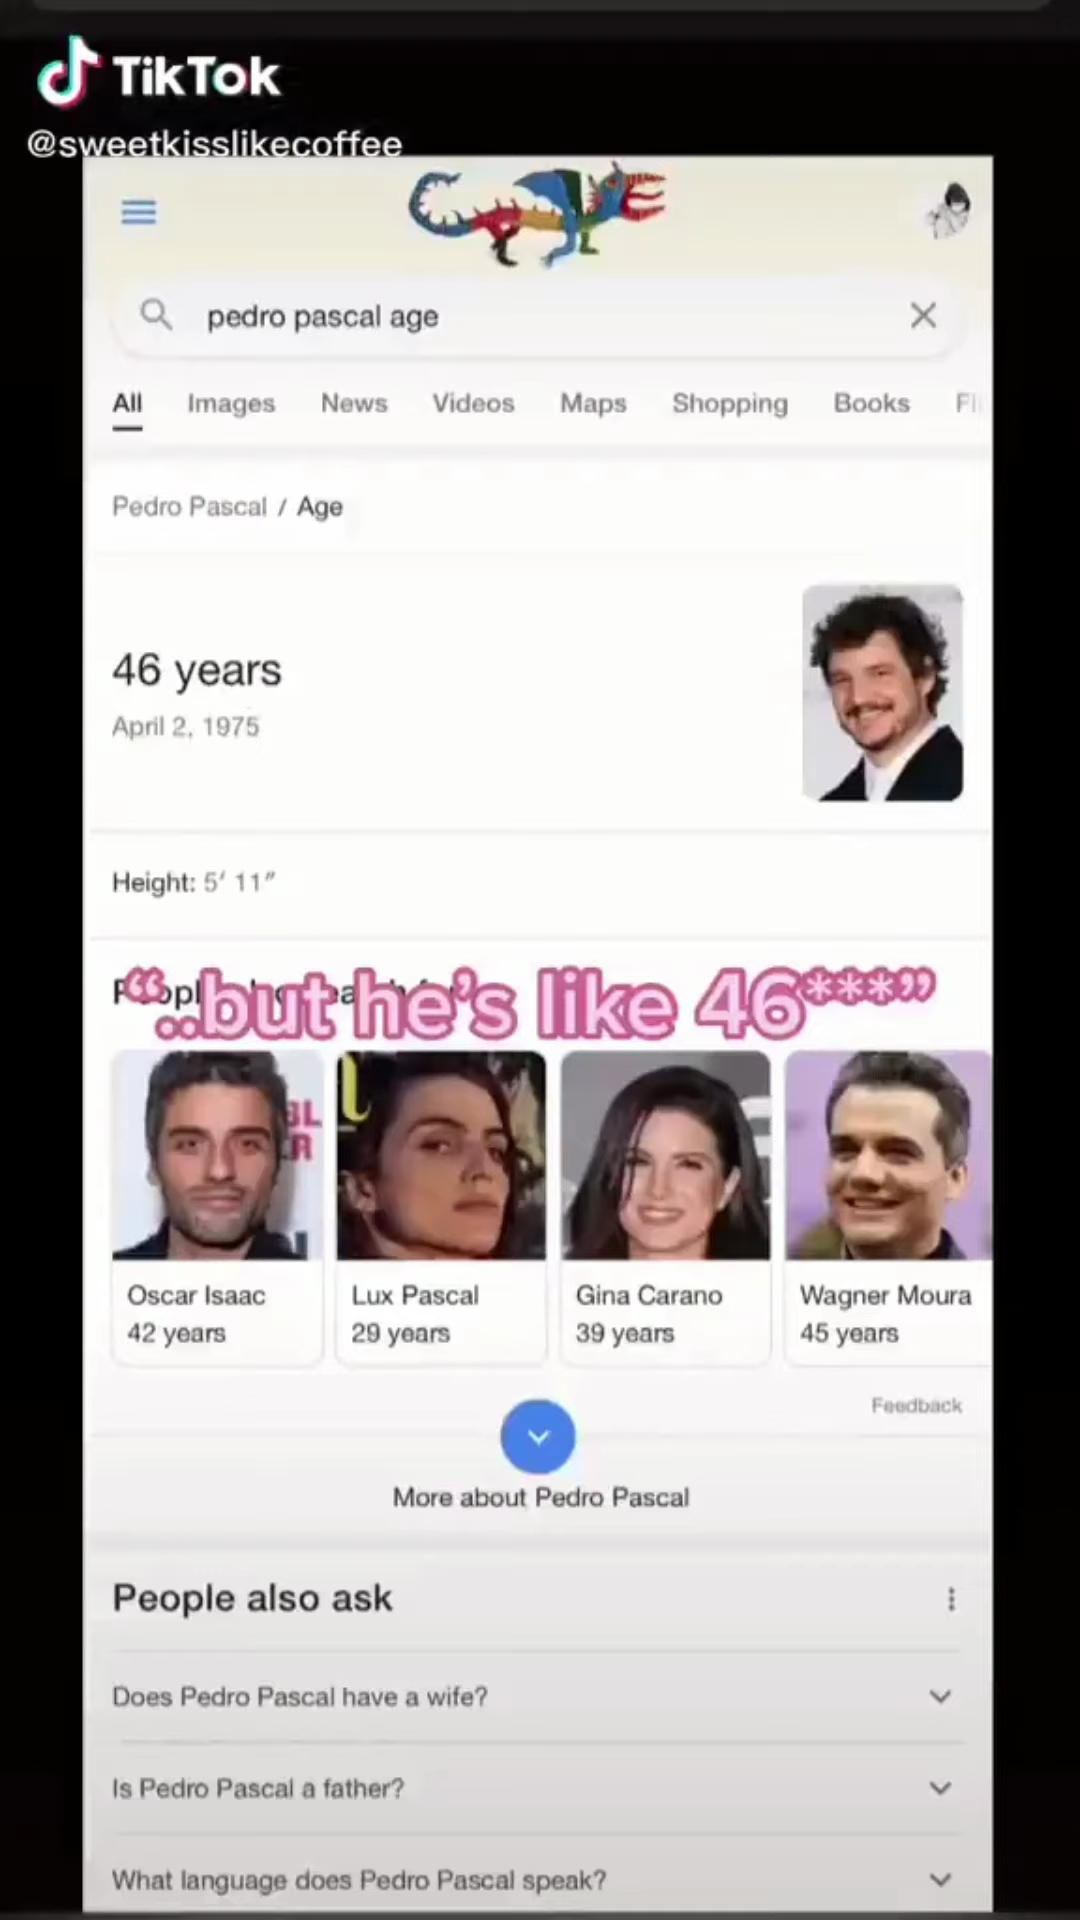 TikTok
@sweetkisslikecoffee
pedro pascal age
All Images News Videos Maps Shopping Books
Pedro Pascal / Age
46 years
April 2, 1975
Height: 5' 11"
“..but he's like 46***”
Oscar Isaac
42 years
Lux Pascal
29 years
Gina Carano
39 years
Wagner Moura
45 years
Feedback
More about Pedro Pascal
People also ask
Does Pedro Pascal have a wife?
Is Pedro Pascal a father?
What language does Pedro Pascal speak?